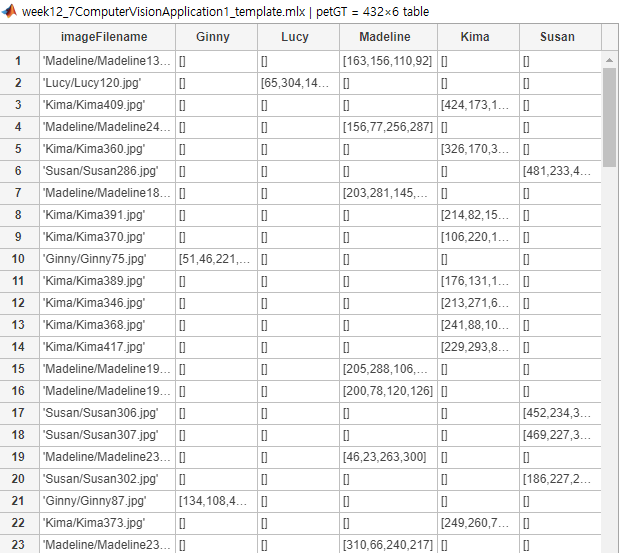 week12_7ComputerVisionApplication1_template.mlx | petGT = 432×6 table
imageFilename Ginny Lucy Madeline Kima Susan
1 'Madeline/Madeline13... [] [] [163,156,110,92] [] []
2 'Lucy/Lucy120.jpg' [] [65,304,14... [] [] []
3 'Kima/Kima409.jpg' [] [] [] [424,173,1... []
4 'Madeline/Madeline24... [] [] [156,77,256,287] [] []
5 'Kima/Kima360.jpg' [] [] [] [326,170,3... []
6 'Susan/Susan286.jpg' [] [] [] [] [481,233,4...
7 'Madeline/Madeline18... [] [] [203,281,145,... [] []
8 'Kima/Kima391.jpg' [] [] [] [214,82,15... []
9 'Kima/Kima370.jpg' [] [] [] [106,220,1... []
10 'Ginny/Ginny75.jpg' [51,46,221,... [] [] [] []
11 'Kima/Kima389.jpg' [] [] [] [176,131,1... []
12 'Kima/Kima346.jpg' [] [] [] [213,271,6... []
13 'Kima/Kima368.jpg' [] [] [] [241,88,10... []
14 'Kima/Kima417.jpg' [] [] [] [229,293,8... []
15 'Madeline/Madeline19... [] [] [205,288,106,... [] []
16 'Madeline/Madeline19... [] [] [200,78,120,126] [] []
17 'Susan/Susan306.jpg' [] [] [] [] [452,234,3...
18 'Susan/Susan307.jpg' [] [] [] [] [469,227,3...
19 'Madeline/Madeline23... [] [] [46,23,263,300] [] []
20 'Susan/Susan302.jpg' [] [] [] [] [186,227,2...
21 'Ginny/Ginny87.jpg' [134,108,4... [] [] [] []
22 'Kima/Kima373.jpg' [] [] [] [249,260,7... []
23 'Madeline/Madeline23... [] [] [310,66,240,217] [] []